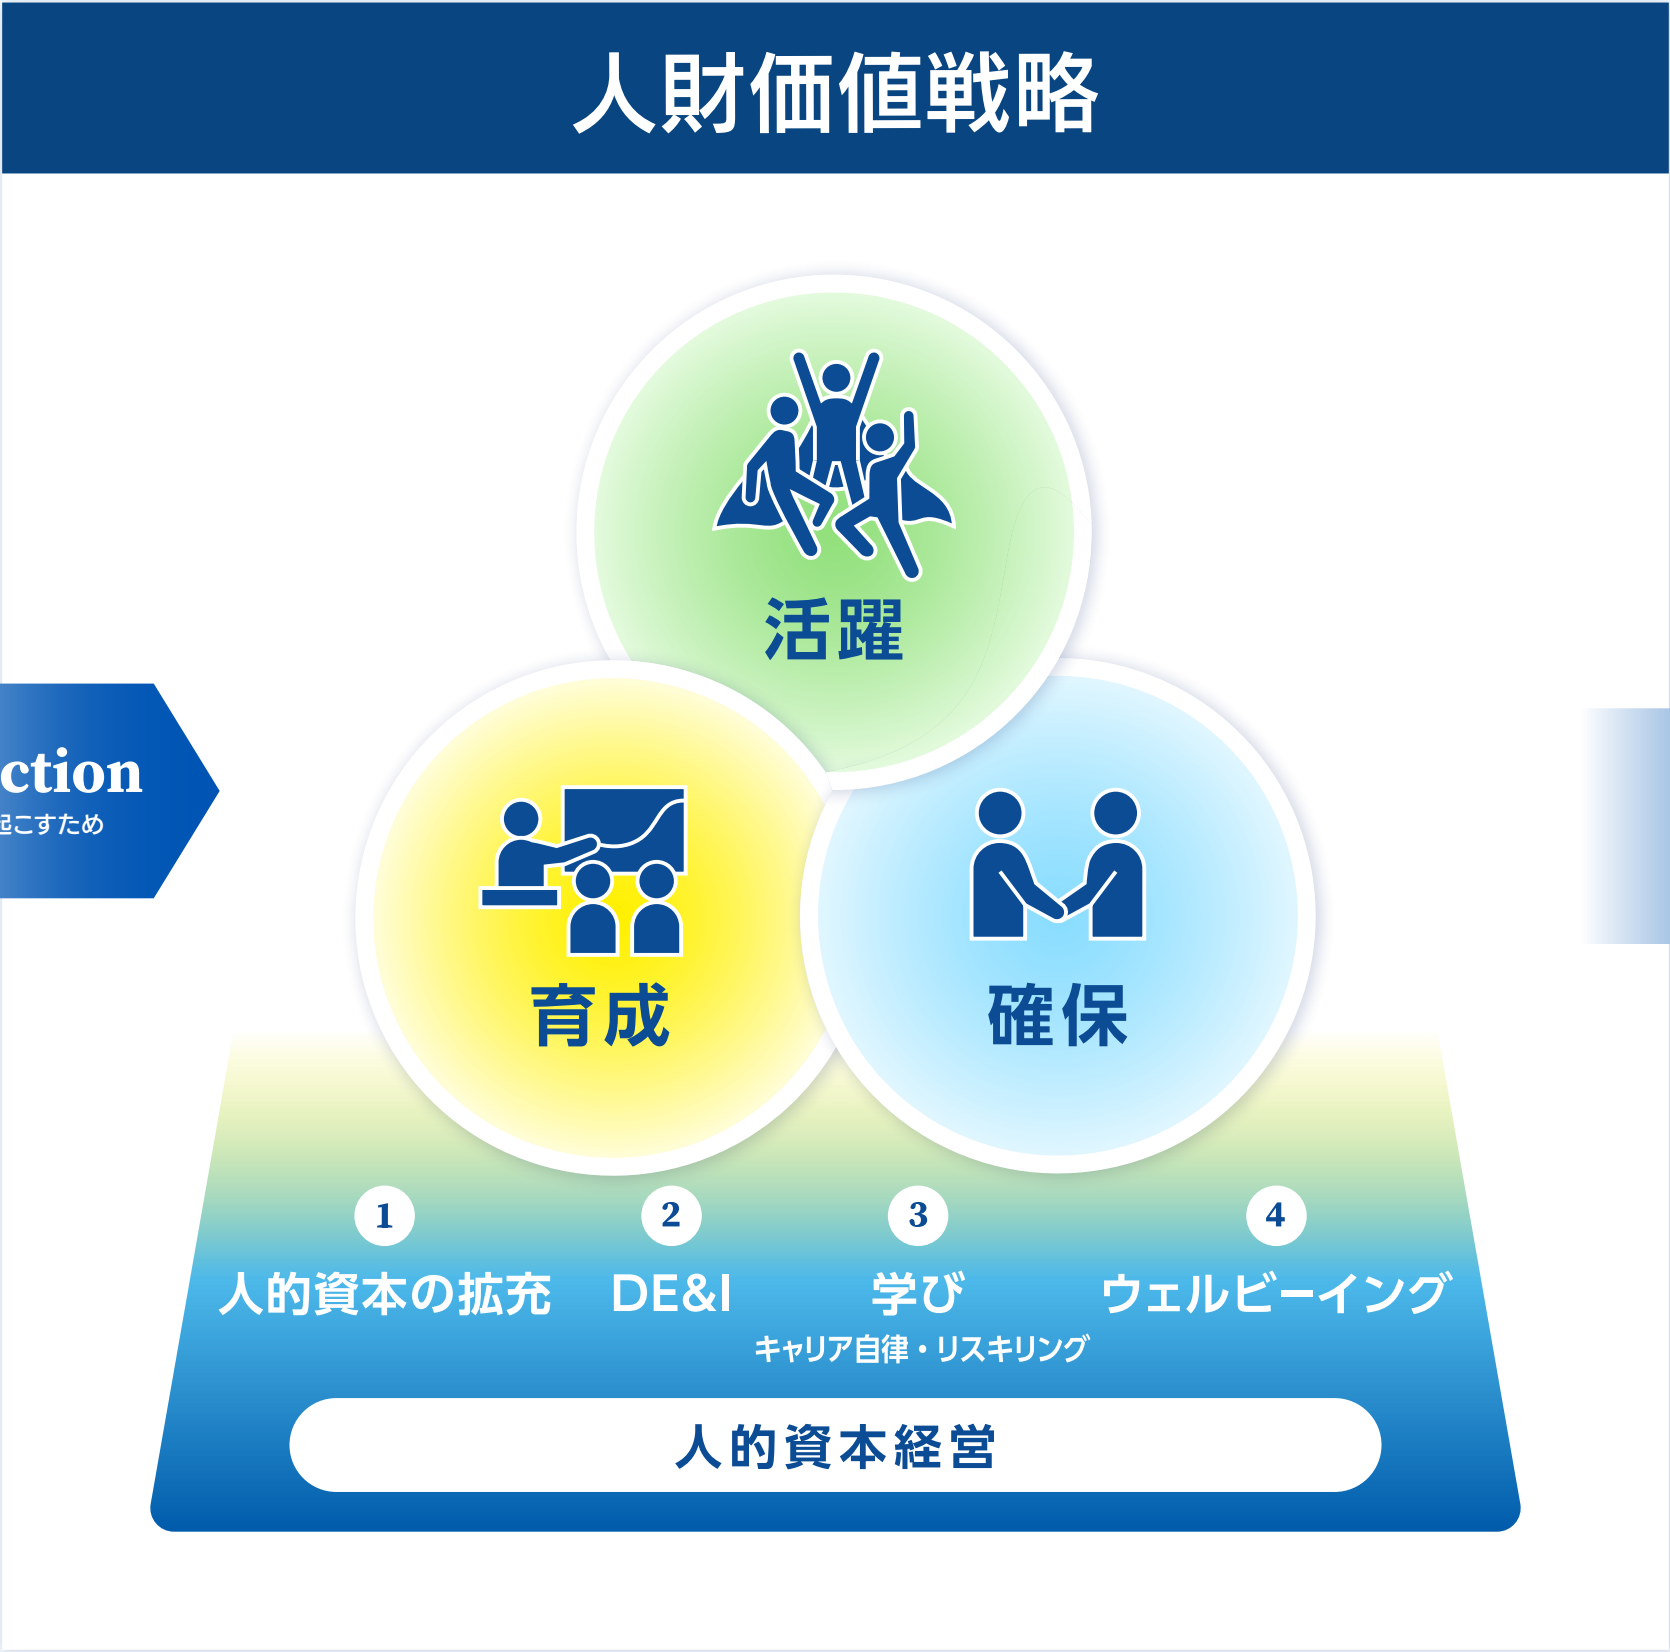 人財価値戦略
活躍
ction
こすため
育成
確保
1
2
3
4
人的資本の拡充
DE&I
学び
ウェルビーイング
キャリア自律・リスキリング
人的資本経営